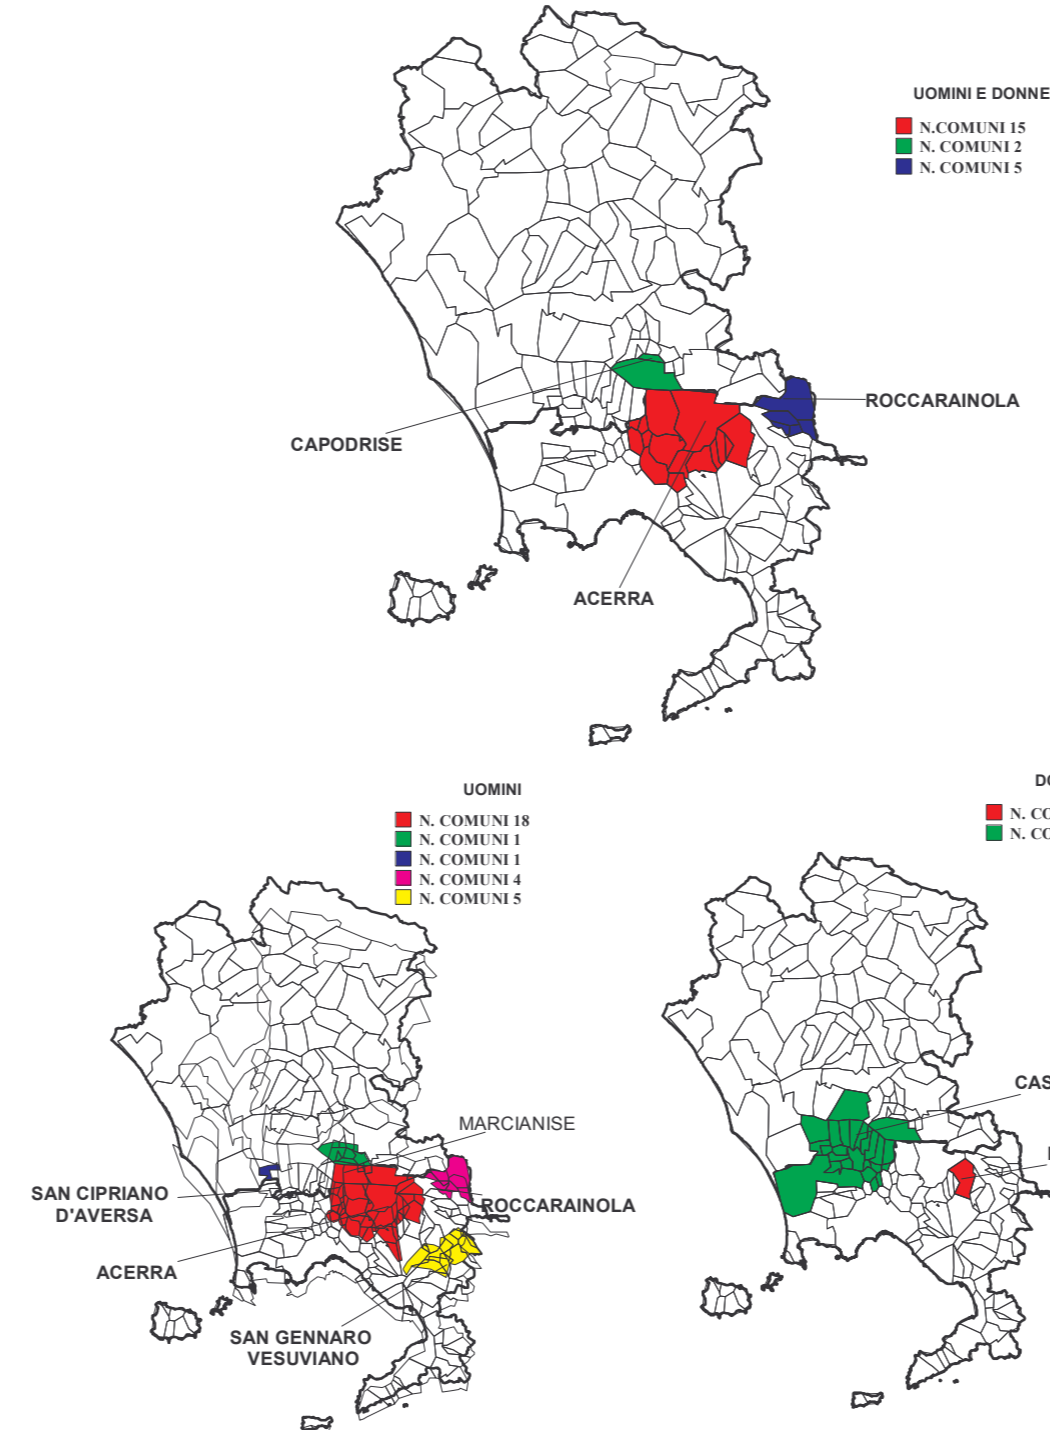 UOMINI E DONNE
N.COMUNI 15
N. COMUNI 2
N. COMUNI 5
ROCCARAINOLA
CAPODRISE
ACERRA
UOMINI
N. COMUNI 18
N. COMUNI 1
N. COMUNI 1
N. COMUNI 4
N. COMUNI 5
MARCIANISE
SAN CIPRIANO
D'AVERSA
ROCCARAINOLA
ACERRA
SAN GENNARO
VESUVIANO
N.
N.